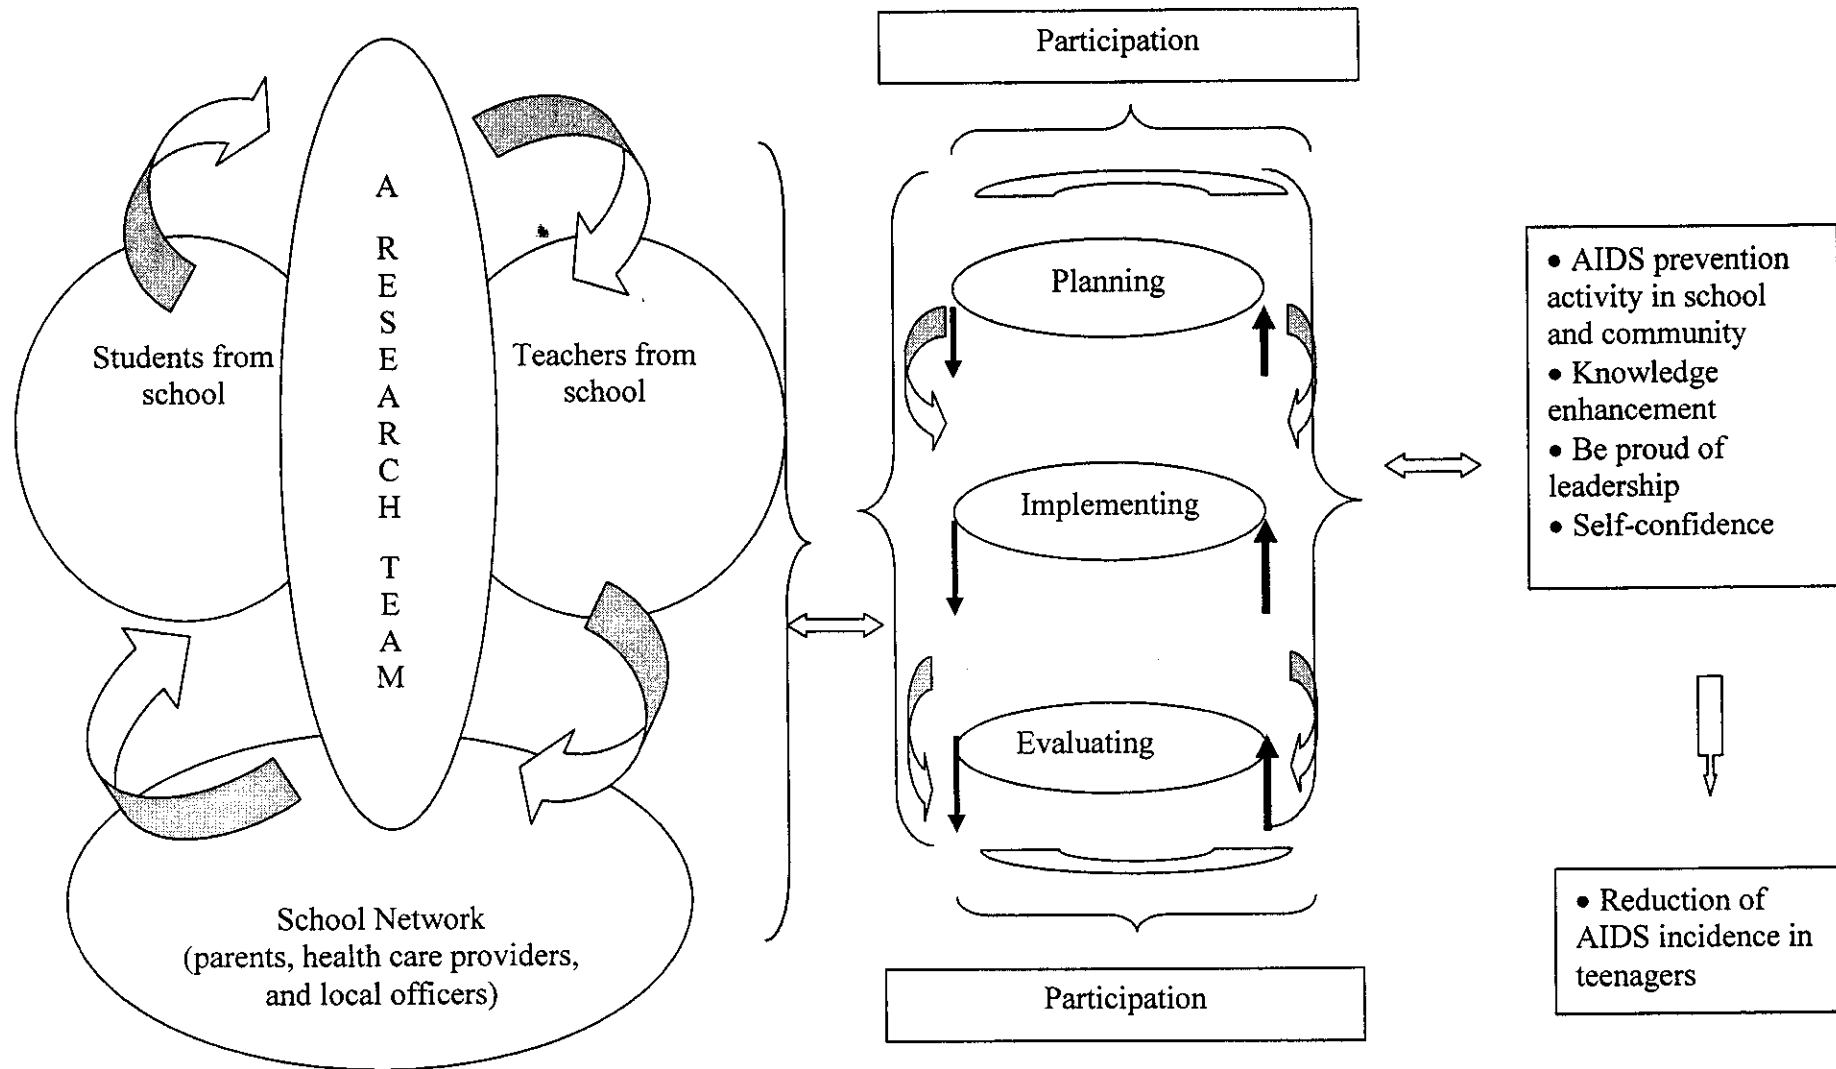 Participation
A RESEARCH TEAM
Students from
school
Teachers from
school
School Network
(parents, health care providers,
and local officers)
Planning
Implementing
Evaluating
Participation
• AIDS prevention
activity in school
and community
• Knowledge
enhancement
• Be proud of
leadership
• Self-confidence
• Reduction of
AIDS incidence in
teenagers